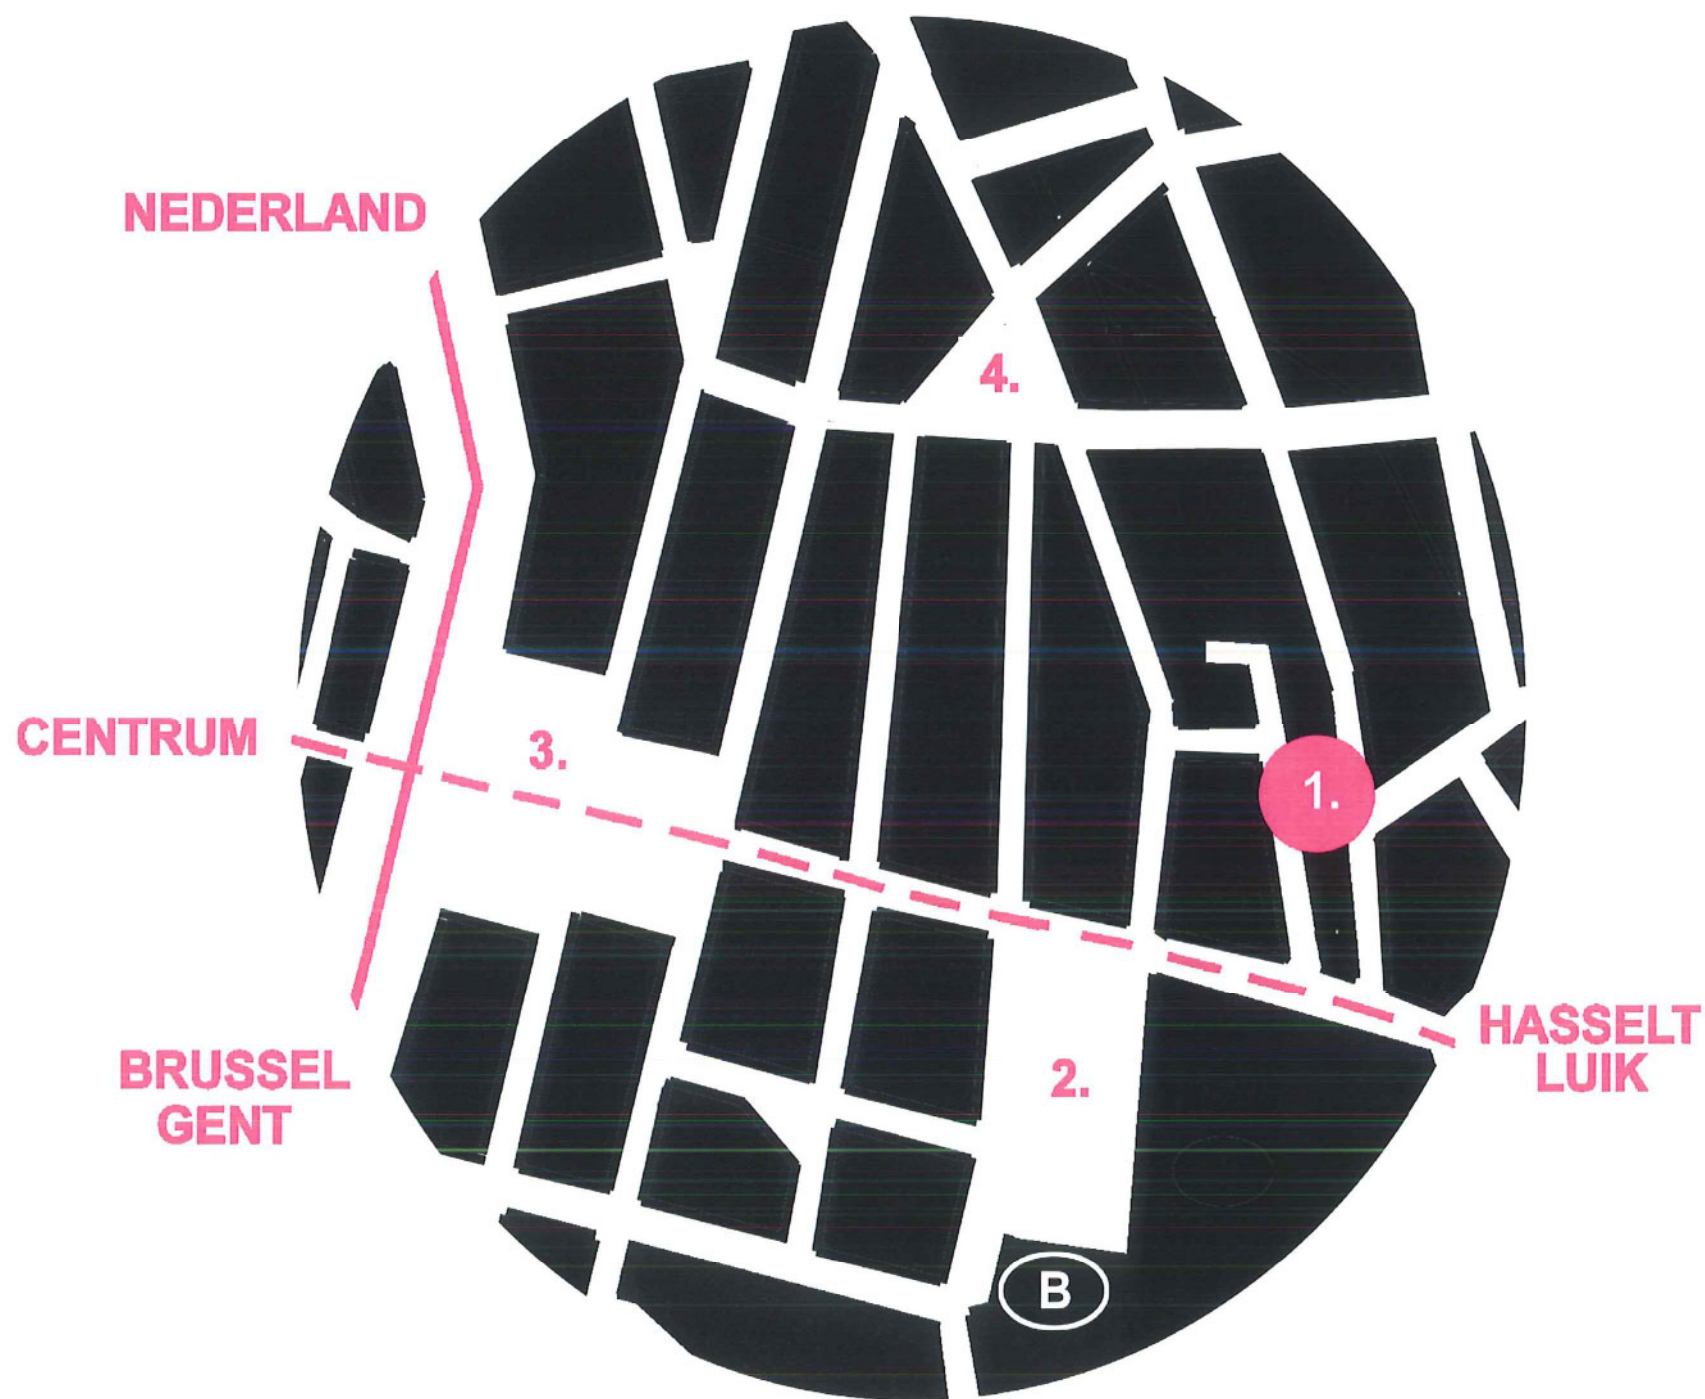 NEDERLAND
4.
CENTRUM
3.
1.
HASSELT
LUIK
BRUSSEL
GENT
2.
B